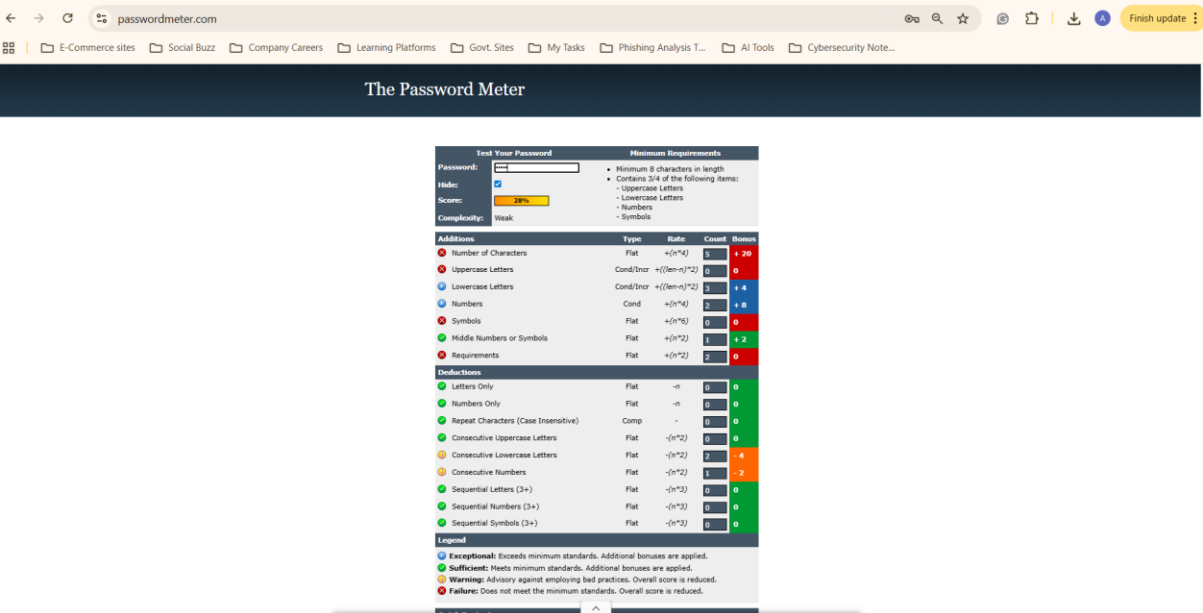 passwordmeter.com
A
Finish update
E-Commerce sites Social Buzz Company Careers Learning Platforms Govt. Sites My Tasks Phishing Analysis T... AI Tools Cybersecurity Note...
The Password Meter
Test Your Password Minimum Requirements
Password: •••••
Hide:
Score: 28%
Complexity: Weak
• Minimum 8 characters in length
• Contains 3/4 of the following items:
- Uppercase Letters
- Lowercase Letters
- Numbers
- Symbols
Additions Type Rate Count Bonus
Number of Characters Flat +(n*4) 5 + 20
Uppercase Letters Cond/Incr +((len-n)*2) 0 0
Lowercase Letters Cond/Incr +((len-n)*2) 3 + 4
Numbers Cond +(n*4) 2 + 8
Symbols Flat +(n*6) 0 0
Middle Numbers or Symbols Flat +(n*2) 1 + 2
Requirements Flat +(n*2) 2 0
Deductions
Letters Only Flat -n 0 0
Numbers Only Flat -n 0 0
Repeat Characters (Case Insensitive) Comp - 0 0
Consecutive Uppercase Letters Flat -(n*2) 0 0
Consecutive Lowercase Letters Flat -(n*2) 2 - 4
Consecutive Numbers Flat -(n*2) 1 - 2
Sequential Letters (3+) Flat -(n*3) 0 0
Sequential Numbers (3+) Flat -(n*3) 0 0
Sequential Symbols (3+) Flat -(n*3) 0 0
Legend
Exceptional: Exceeds minimum standards. Additional bonuses are applied.
Sufficient: Meets minimum standards. Additional bonuses are applied.
Warning: Advisory against employing bad practices. Overall score is reduced.
Failure: Does not meet the minimum standards. Overall score is reduced.